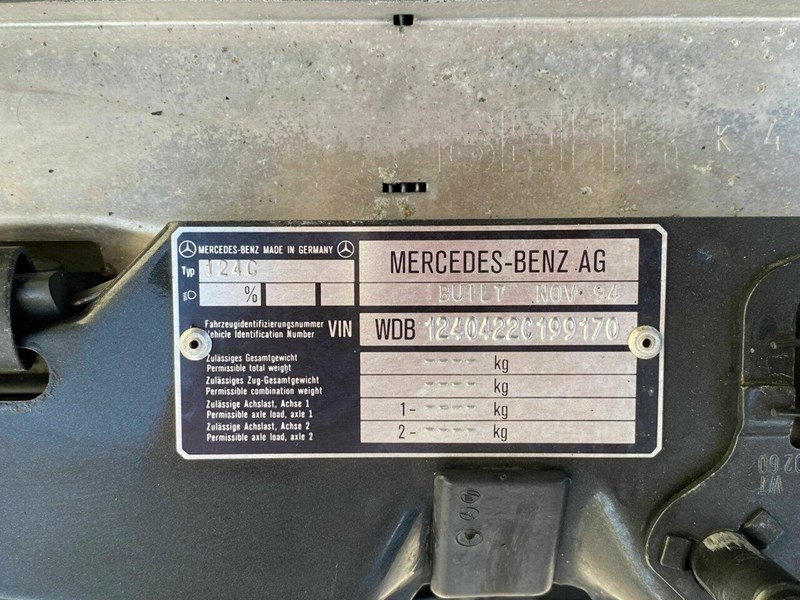 K 4
MERCEDES-BENZ MADE IN GERMANY
MERCEDES-BENZ AG
Typ 124C
BUILT NOV 94
%
Fahrzeugidentifizierungsnummer
Vehicle Identification Number
VIN
WDB 1240422C199170
Zulässiges Gesamtgewicht
Permissible total weight
---- kg
Zulässiges Zug-Gesamtgewicht
Permissible combination weight
---- kg
Zulässige Achslast, Achse 1
Permissible axle load, axle 1
1- ---- kg
Zulässige Achslast, Achse 2
Permissible axle load, axle 2
2- ---- kg
WT